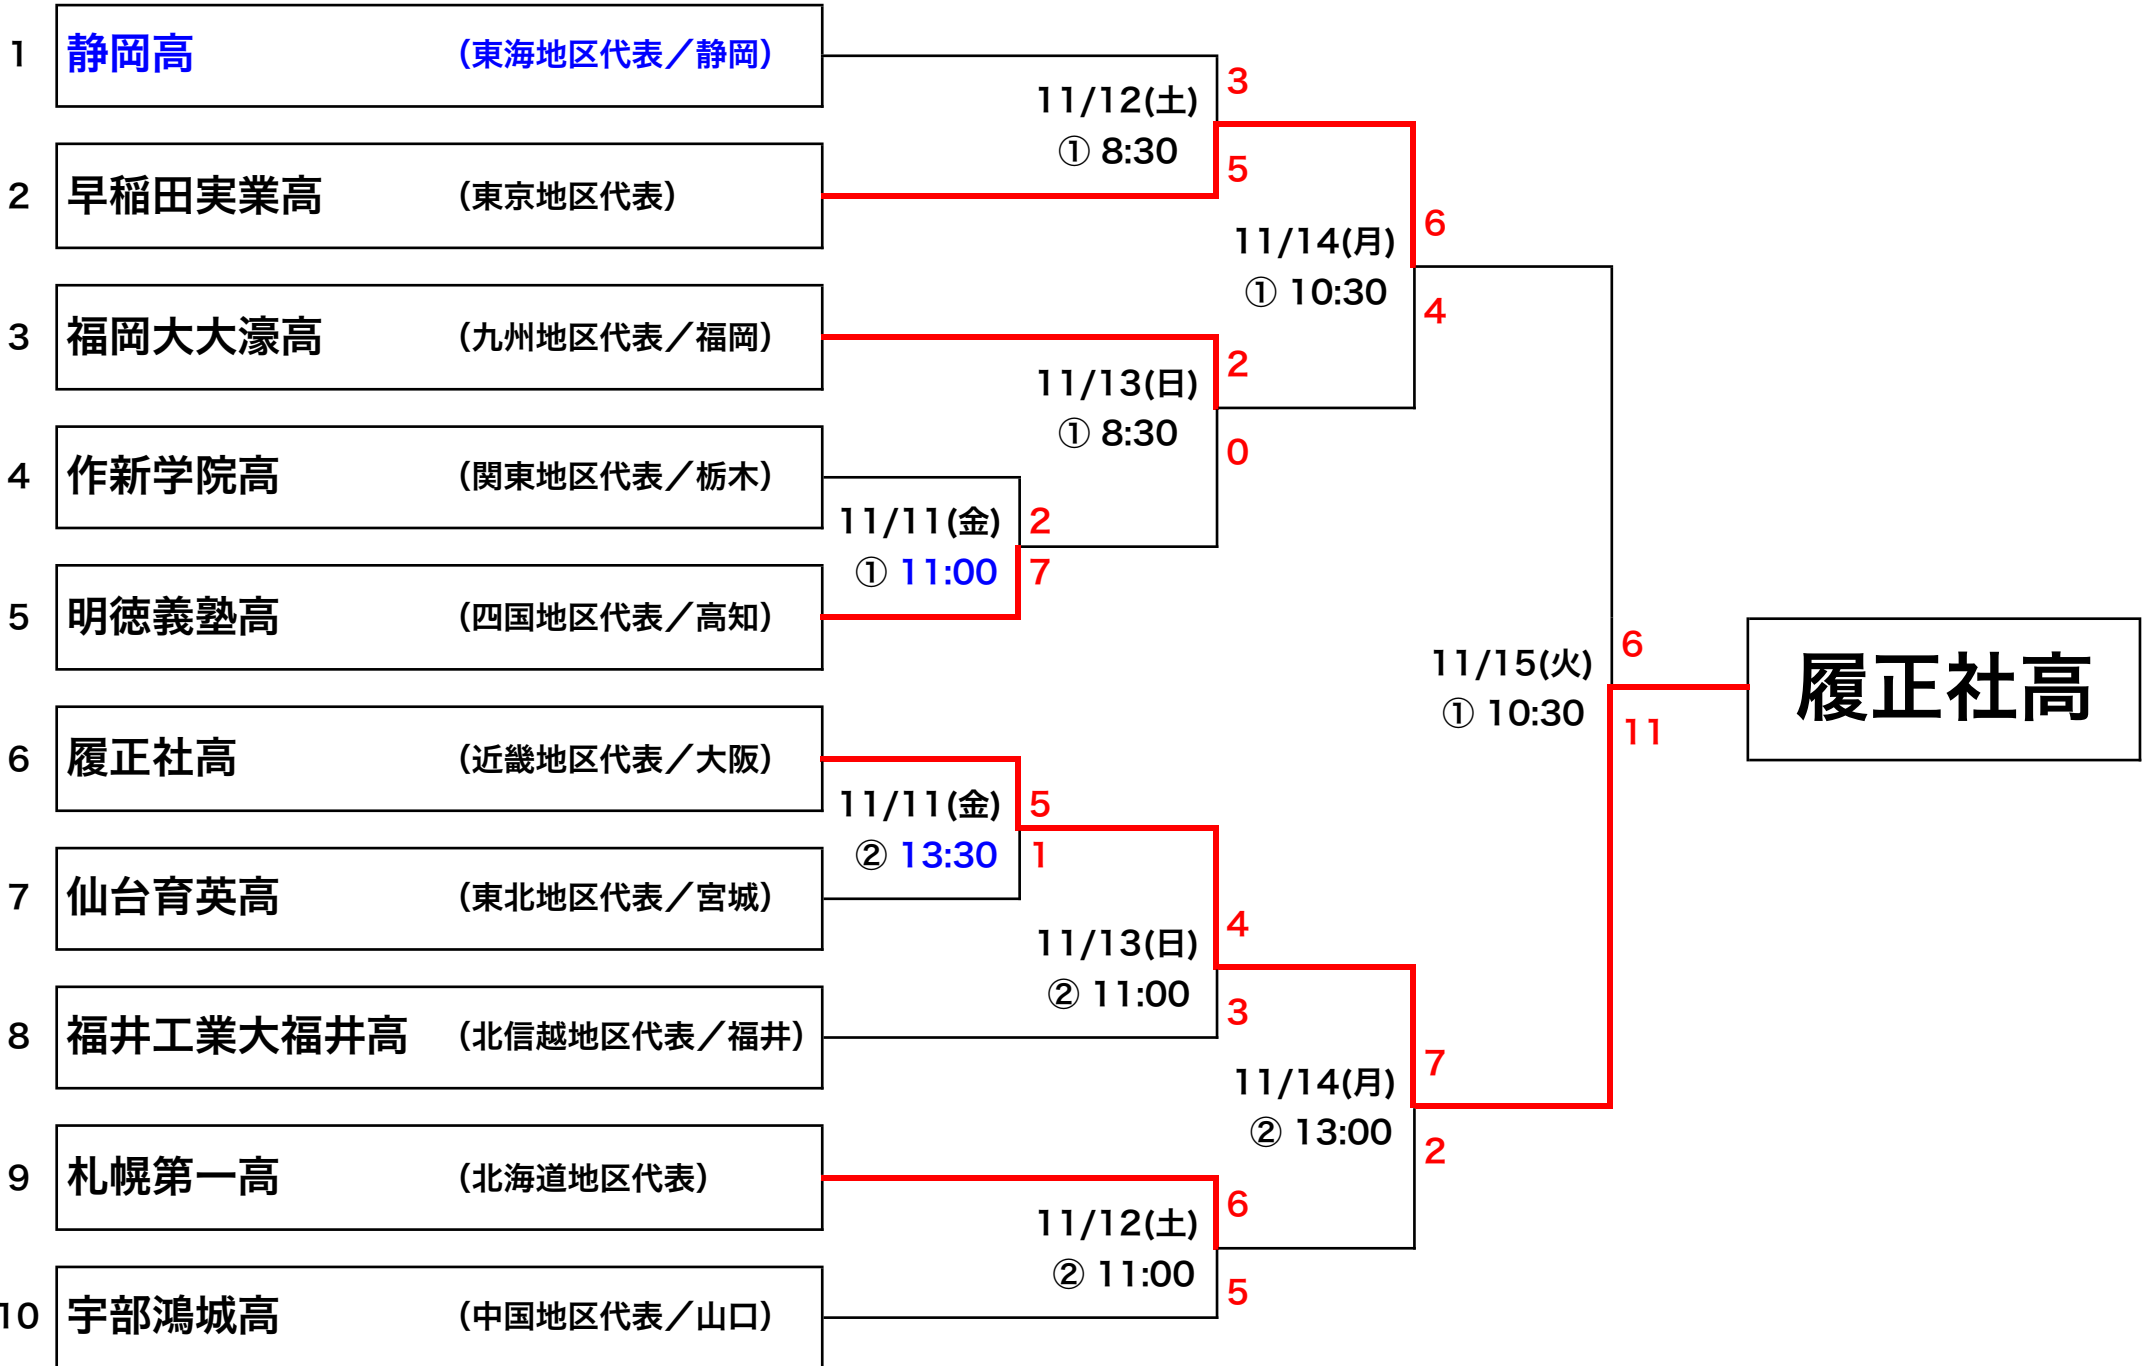 1 静岡高 (東海地区代表／静岡)
3
11/12(土)
① 8:30
5
2 早稲田実業高 (東京地区代表)
6
11/14(月)
① 10:30
4
3 福岡大大濠高 (九州地区代表／福岡)
2
11/13(日)
① 8:30
0
4 作新学院高 (関東地区代表／栃木)
11/11(金) 2
① 11:00 7
5 明徳義塾高 (四国地区代表／高知)
6
11/15(火)
① 10:30
11
履正社高
6 履正社高 (近畿地区代表／大阪)
11/11(金) 5
② 13:30 1
7 仙台育英高 (東北地区代表／宮城)
4
11/13(日)
② 11:00
3
8 福井工業大福井高 (北信越地区代表／福井)
7
11/14(月)
② 13:00
2
9 札幌第一高 (北海道地区代表)
6
11/12(土)
② 11:00
5
10 宇部鴻城高 (中国地区代表／山口)